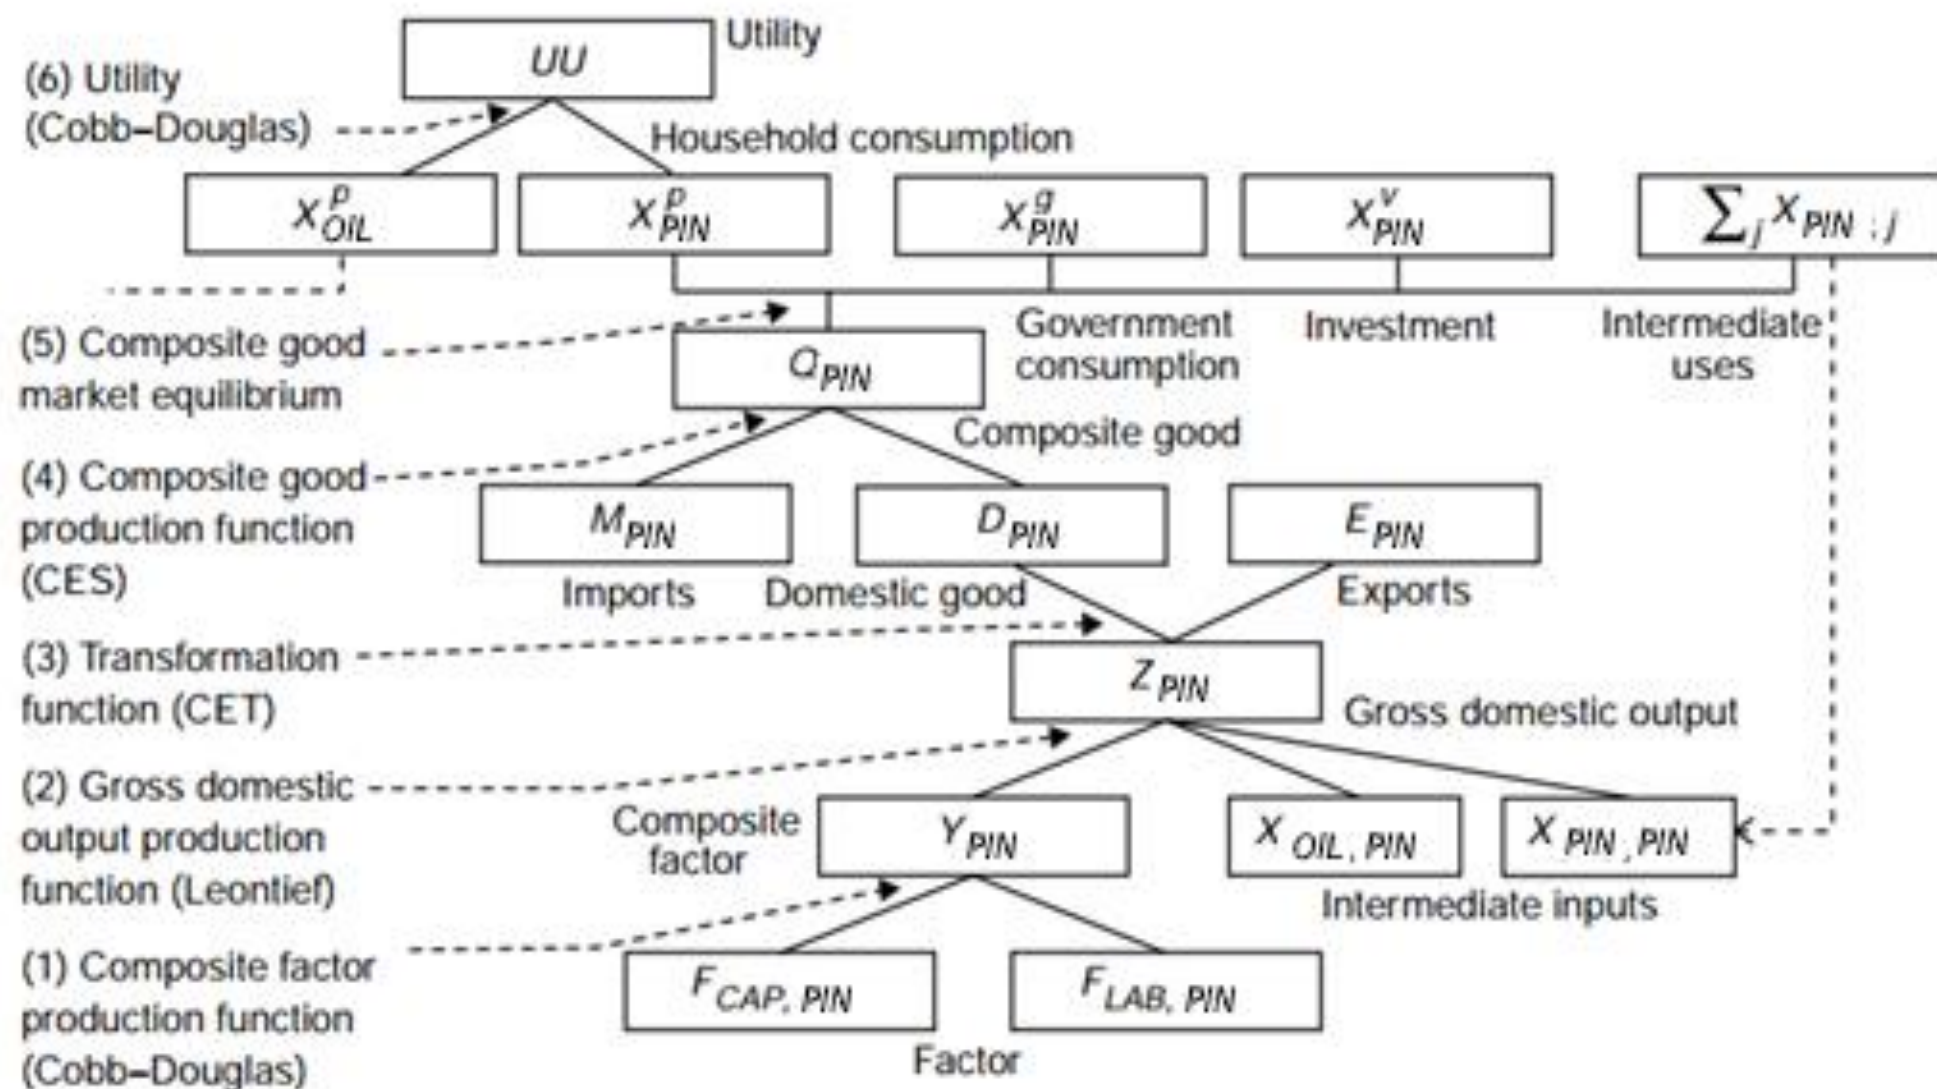 UU
Utility
(6) Utility
(Cobb–Douglas)
Household consumption
X^p_OIL
X^p_PIN
X^g_PIN
X^v_PIN
∑_j X_PIN ; j
(5) Composite good
market equilibrium
Government
consumption
Investment
Intermediate
uses
Q_PIN
Composite good
(4) Composite good
production function
(CES)
M_PIN
D_PIN
E_PIN
Imports
Domestic good
Exports
(3) Transformation
function (CET)
Z_PIN
Gross domestic output
(2) Gross domestic
output production
function (Leontief)
Composite
factor
Y_PIN
X_OIL, PIN
X_PIN, PIN
Intermediate inputs
(1) Composite factor
production function
(Cobb–Douglas)
F_CAP, PIN
F_LAB, PIN
Factor